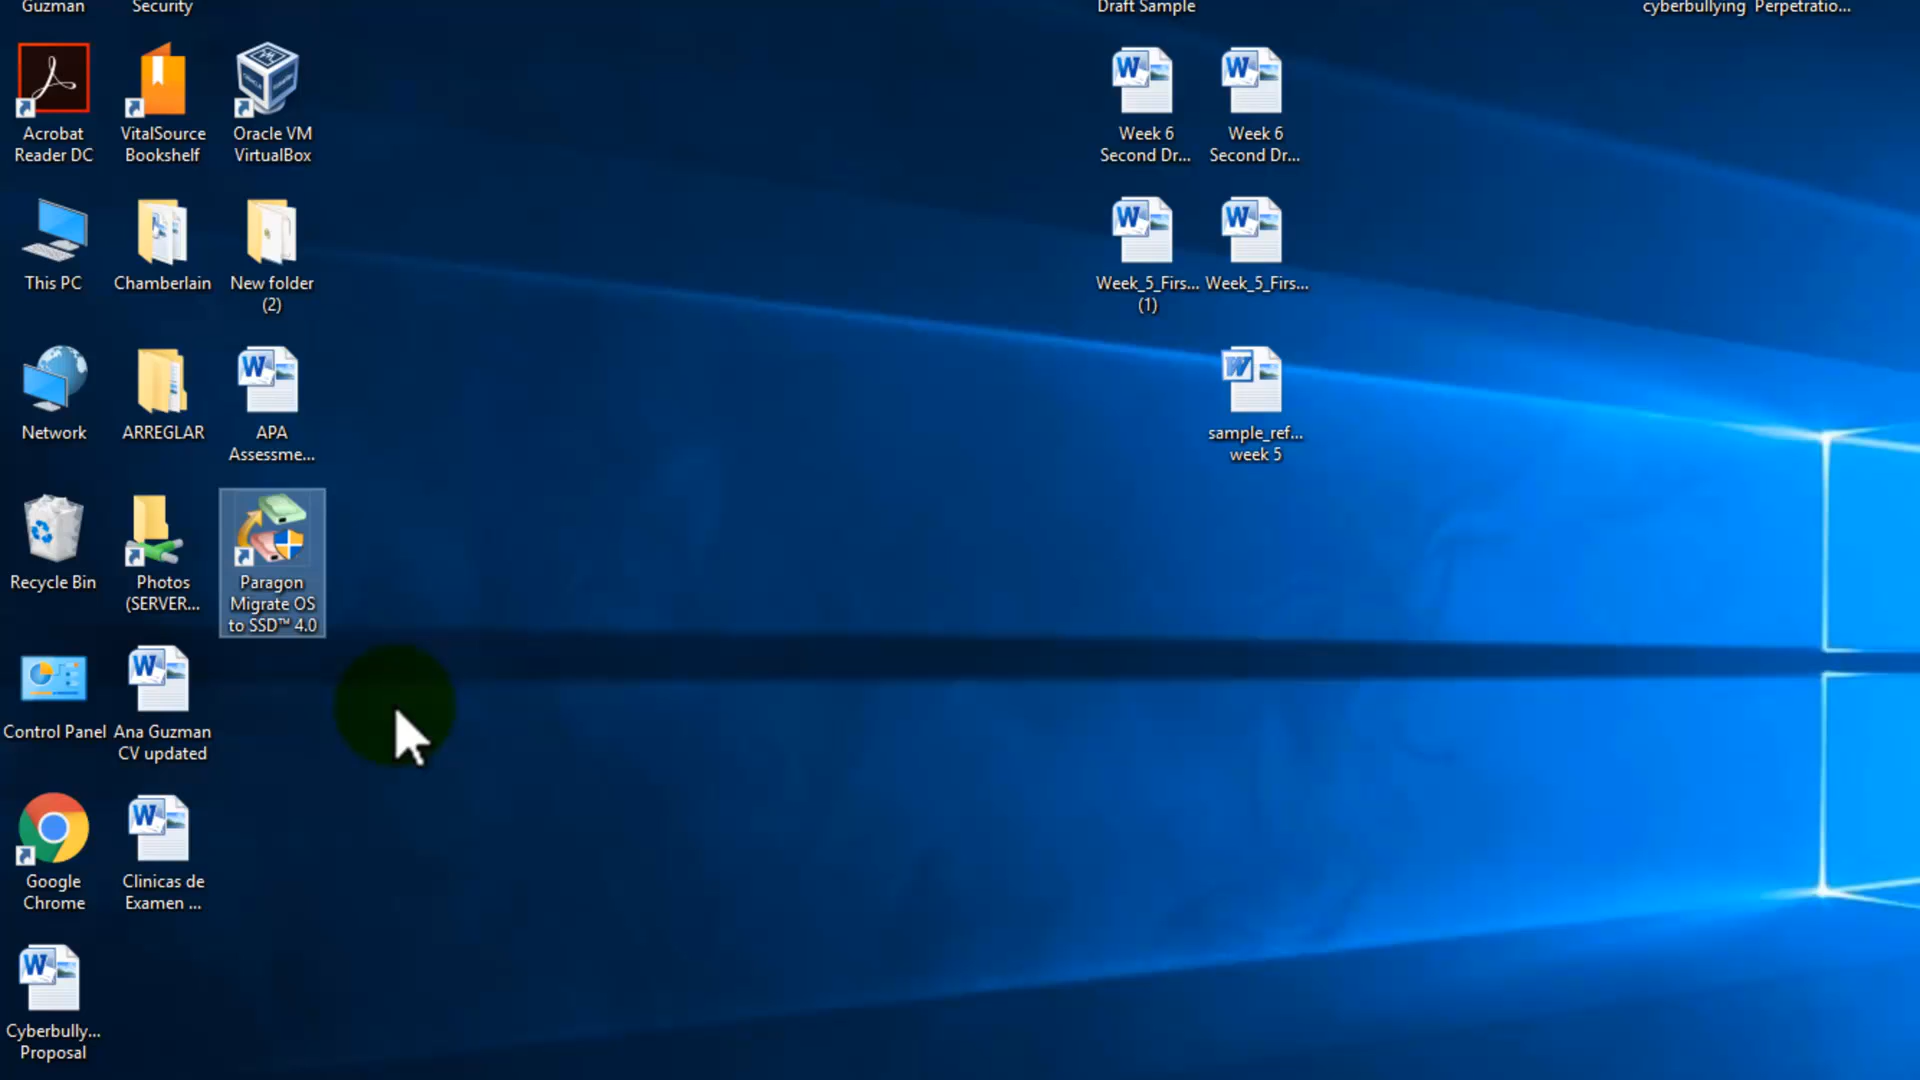 Guzman
Security
Draft Sample
cyberbullying Perpetratio...
Acrobat
Reader DC
VitalSource
Bookshelf
Oracle VM
VirtualBox
Week 6
Second Dr...
Week 6
Second Dr...
This PC
Chamberlain
New folder
(2)
Week_5_Firs...
(1)
Week_5_Firs...
Network
ARREGLAR
APA
Assessme...
sample_ref...
week 5
Recycle Bin
Photos
(SERVER...
Paragon
Migrate OS
to SSD™ 4.0
Control Panel
Ana Guzman
CV updated
Google
Chrome
Clinicas de
Examen ...
Cyberbully...
Proposal